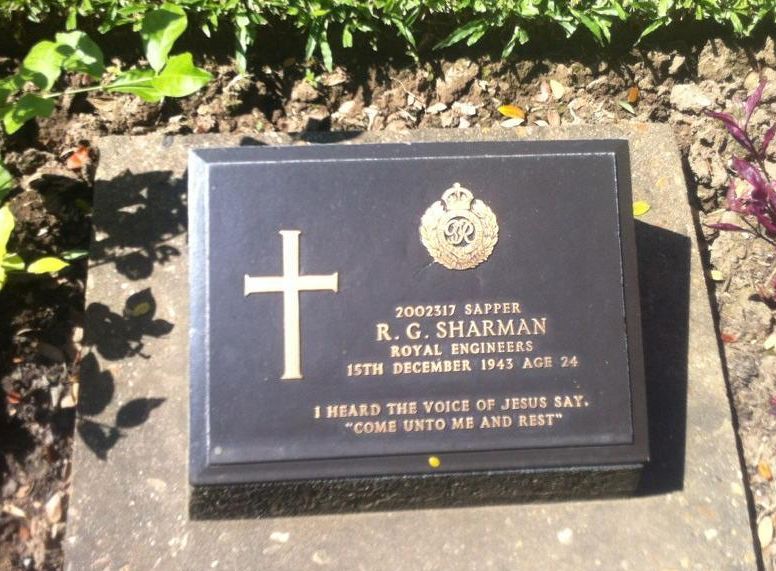 GR
2002317 SAPPER
R. G. SHARMAN
ROYAL ENGINEERS
15TH DECEMBER 1943 AGE 24
I HEARD THE VOICE OF JESUS SAY.
"COME UNTO ME AND REST"